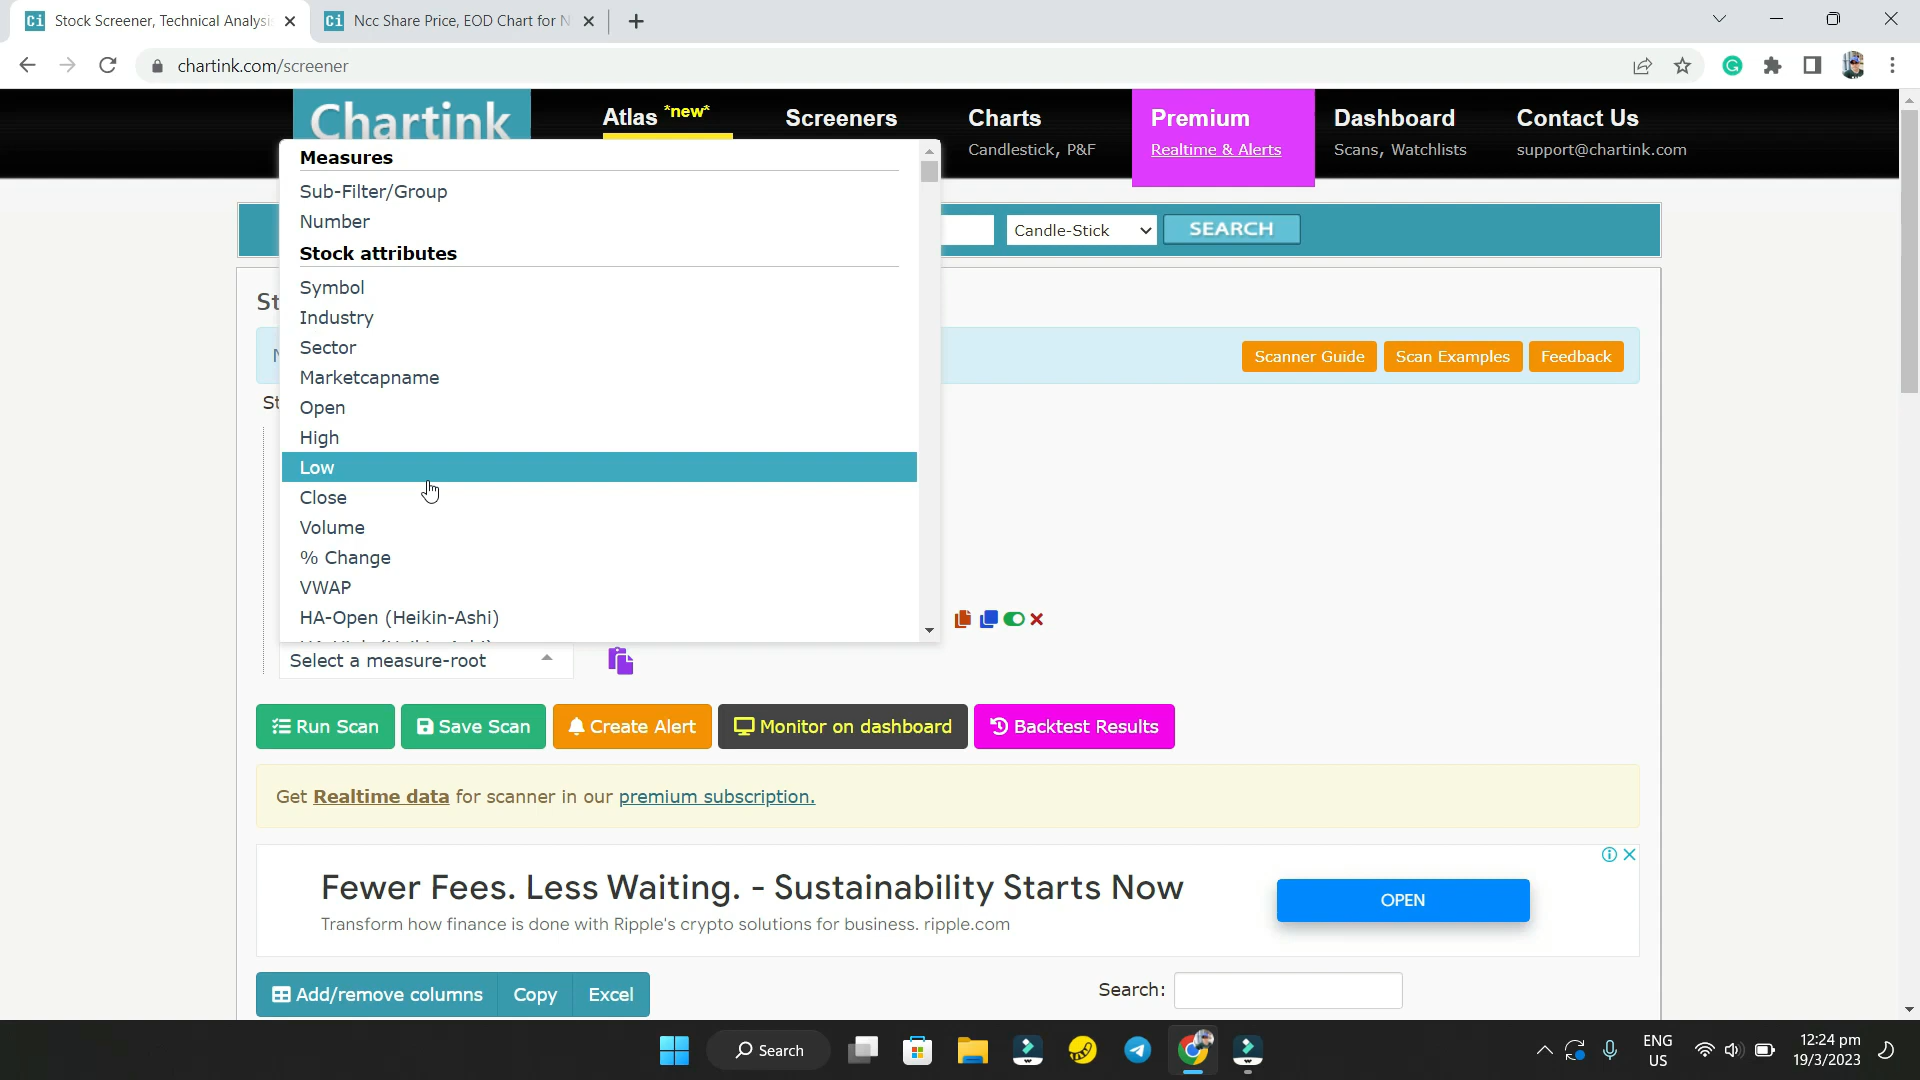 Stock Screener, Technical Analysi
Ncc Share Price, EOD Chart for N
chartink.com/screener
Chartink
Atlas *new*
Screeners
Charts
Candlestick, P&F
Premium
Realtime & Alerts
Dashboard
Scans, Watchlists
Contact Us
support@chartink.com
Candle-Stick
SEARCH
Measures
Sub-Filter/Group
Number
Stock attributes
Symbol
Industry
Sector
Marketcapname
Open
High
Low
Close
Volume
% Change
VWAP
HA-Open (Heikin-Ashi)
St
Scanner Guide
Scan Examples
Feedback
St
Select a measure-root
Run Scan
Save Scan
Create Alert
Monitor on dashboard
Backtest Results
Get Realtime data for scanner in our premium subscription.
Fewer Fees. Less Waiting. - Sustainability Starts Now
Transform how finance is done with Ripple's crypto solutions for business. ripple.com
OPEN
Add/remove columns
Copy
Excel
Search:
Search
ENG
US
12:24 pm
19/3/2023